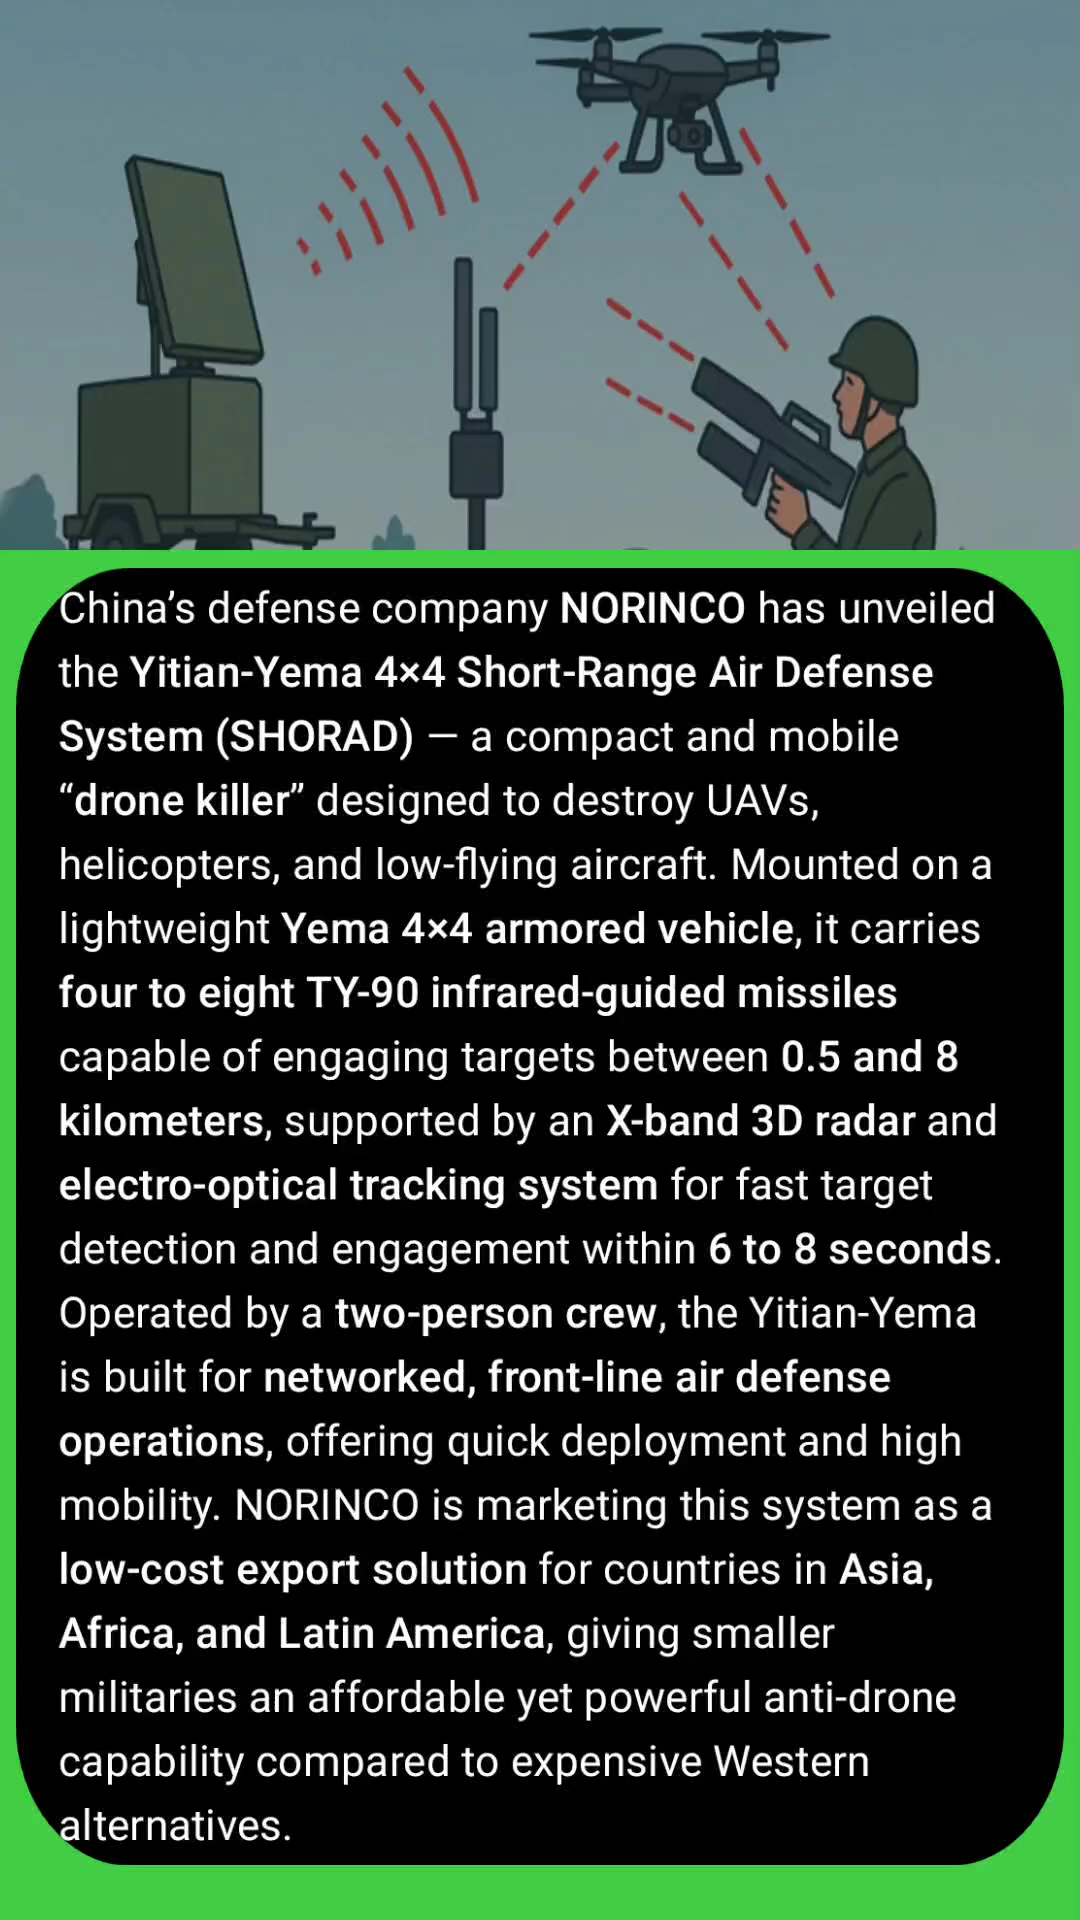 China’s defense company NORINCO has unveiled
the Yitian-Yema 4×4 Short-Range Air Defense
System (SHORAD) — a compact and mobile
“drone killer” designed to destroy UAVs,
helicopters, and low-flying aircraft. Mounted on a
lightweight Yema 4×4 armored vehicle, it carries
four to eight TY-90 infrared-guided missiles
capable of engaging targets between 0.5 and 8
kilometers, supported by an X-band 3D radar and
electro-optical tracking system for fast target
detection and engagement within 6 to 8 seconds.
Operated by a two-person crew, the Yitian-Yema
is built for networked, front-line air defense
operations, offering quick deployment and high
mobility. NORINCO is marketing this system as a
low-cost export solution for countries in Asia,
Africa, and Latin America, giving smaller
militaries an affordable yet powerful anti-drone
capability compared to expensive Western
alternatives.